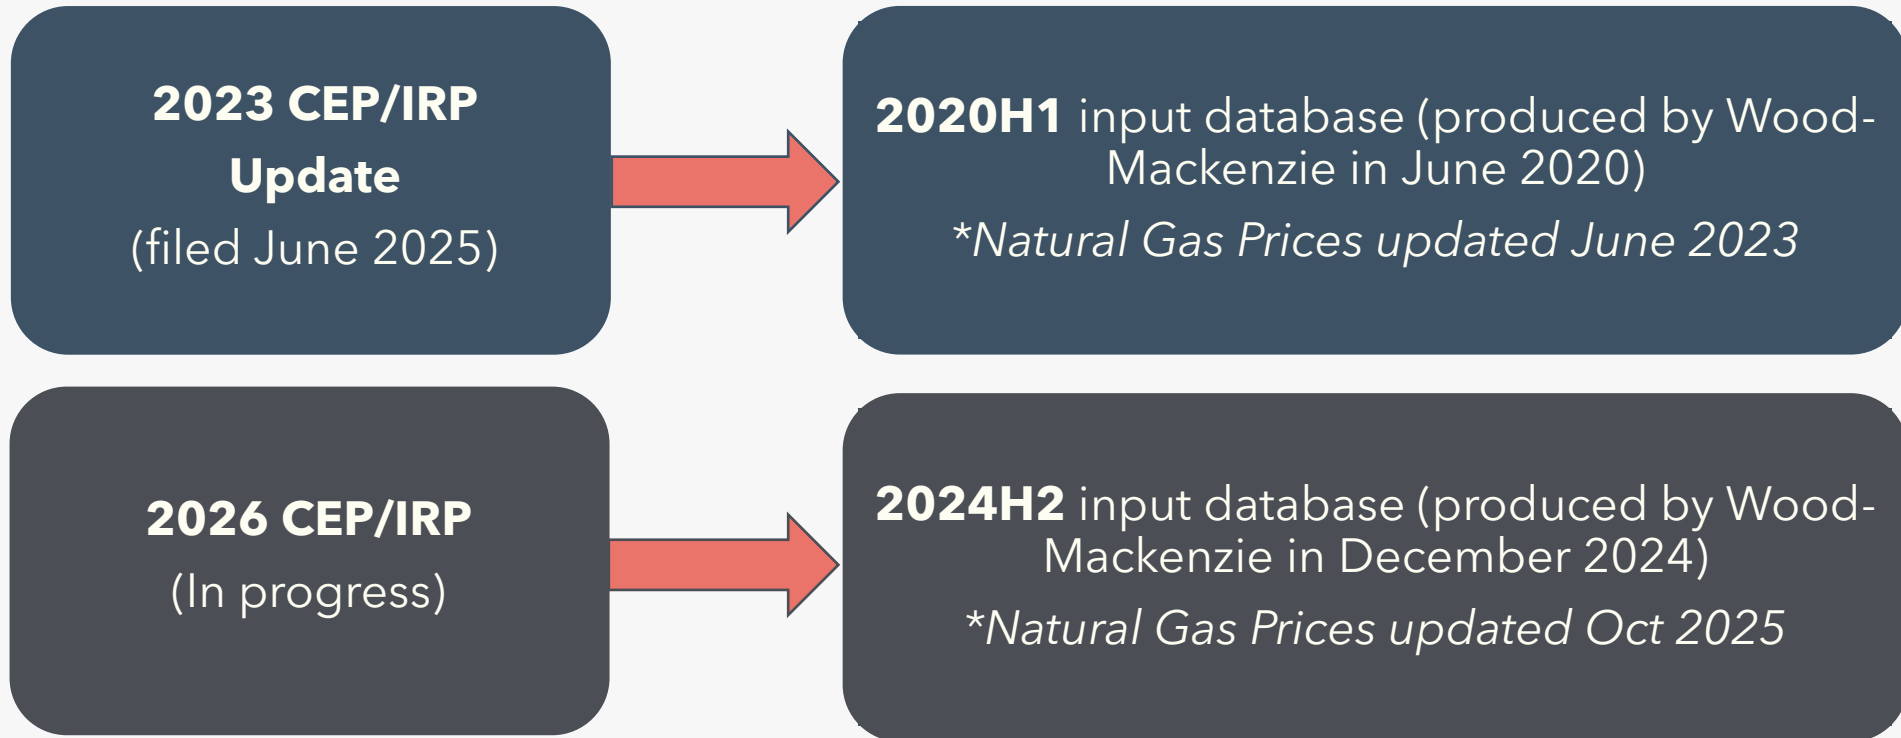 2023 CEP/IRP
Update
(filed June 2025)
2020H1 input database (produced by Wood-
Mackenzie in June 2020)
*Natural Gas Prices updated June 2023
2026 CEP/IRP
(In progress)
2024H2 input database (produced by Wood-
Mackenzie in December 2024)
*Natural Gas Prices updated Oct 2025